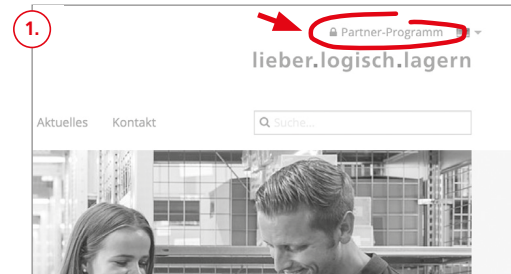 1.
Partner-Programm
lieber.logisch.lagern
Aktuelles Kontakt
Suche...